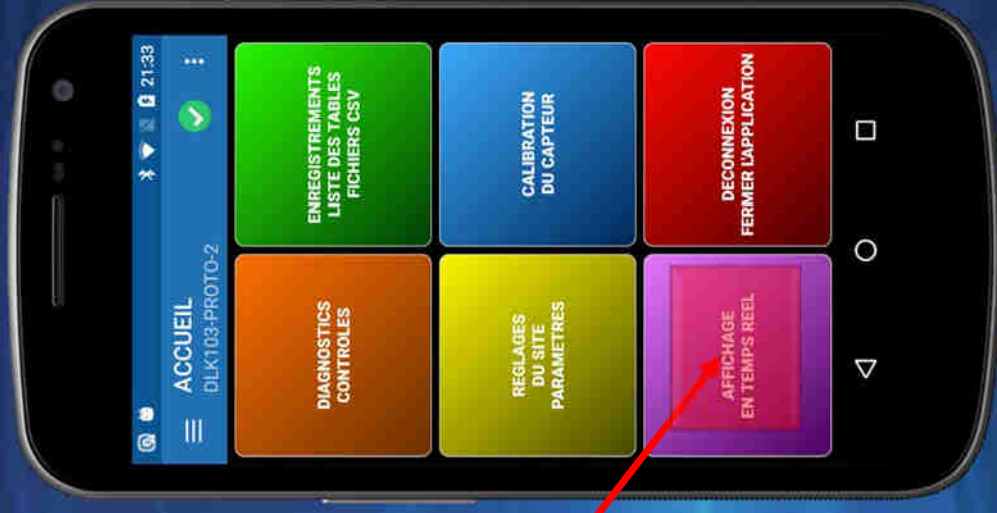 21:33
ACCUEIL
DLK103-PROTO-2
DIAGNOSTICS
CONTROLES
ENREGISTREMENTS
LISTE DES TABLES
FICHIERS CSV
REGLAGES
DU SITE
PARAMETRES
CALIBRATION
DU CAPTEUR
AFFICHAGE
EN TEMPS REEL
DECONNEXION
FERMER L'APPLICATION